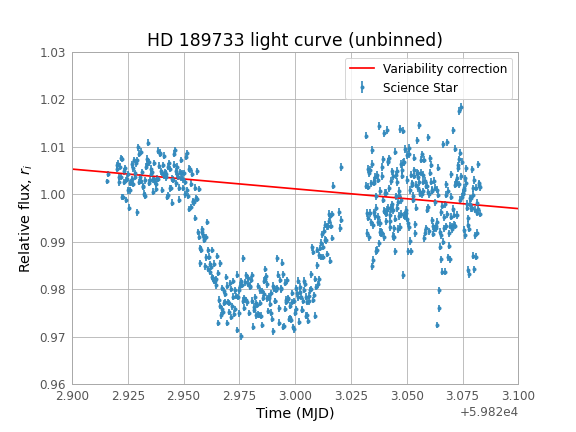 HD 189733 light curve (unbinned)
Variability correction
Science Star
Relative flux, r_i
1.03
1.02
1.01
1.00
0.99
0.98
0.97
0.96
2.900 2.925 2.950 2.975 3.000 3.025 3.050 3.075 3.100
Time (MJD)
+5.982e4